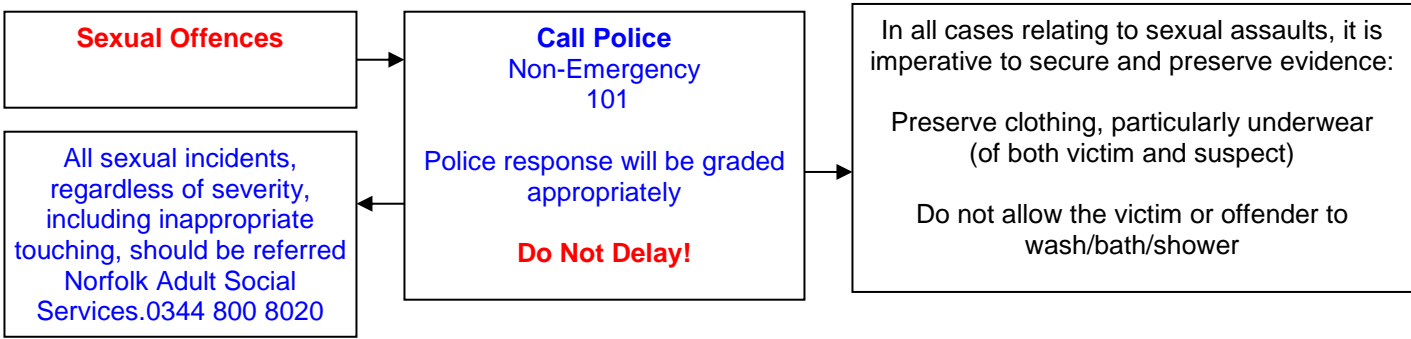 Sexual Offences
All sexual incidents,
regardless of severity,
including inappropriate
touching, should be referred
Norfolk Adult Social
Services.0344 800 8020
Call Police
Non-Emergency
101
Police response will be graded
appropriately
Do Not Delay!
In all cases relating to sexual assaults, it is
imperative to secure and preserve evidence:
Preserve clothing, particularly underwear
(of both victim and suspect)
Do not allow the victim or offender to
wash/bath/shower